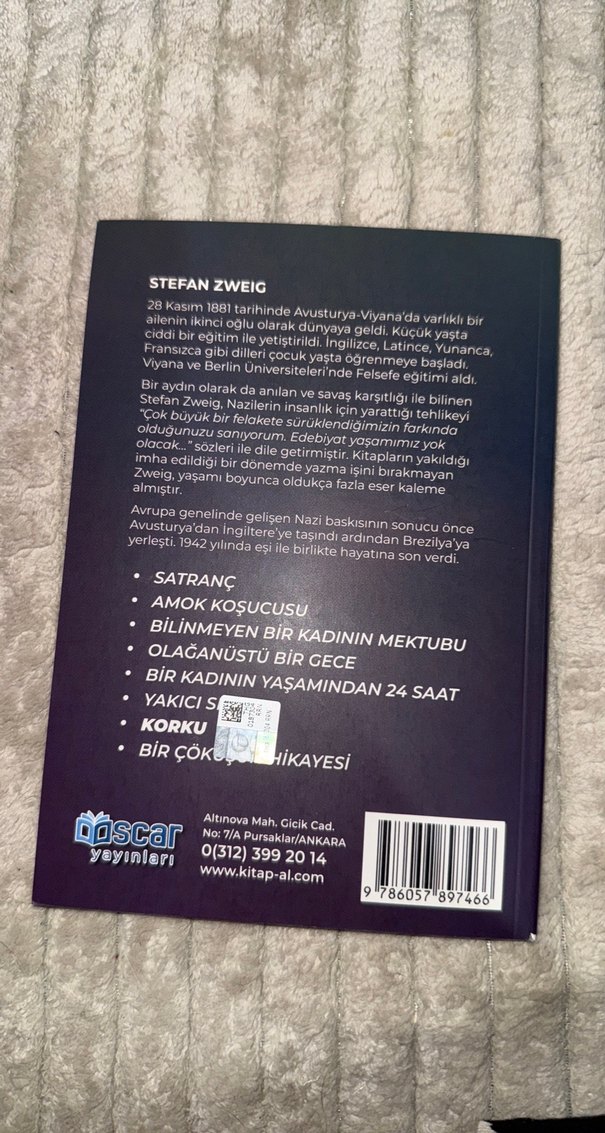 STEFAN ZWEIG
28 Kasım 1881 tarihinde Avusturya-Viyana'da varlıklı bir
ailenin ikinci oğlu olarak dünyaya geldi. Küçük yaşta
ciddi bir eğitim ile yetiştirildi. İngilizce, Latince, Yunanca,
Fransızca gibi dilleri çocuk yaşta öğrenmeye başladı.
Viyana ve Berlin Üniversiteleri'nde Felsefe eğitimi aldı.
Bir aydın olarak da anılan ve savaş karşıtlığı ile bilinen
Stefan Zweig, Nazilerin insanlık için yarattığı tehlikeyi
"Çok büyük bir felakete sürüklendiğimizin farkında
olduğunuzu sanıyorum. Edebiyat yaşamımız yok
olacak..." sözleri ile dile getirmiştir. Kitapların yakıldığı
imha edildiği bir dönemde yazma işini bırakmayan
Zweig, yaşamı boyunca oldukça fazla eser kaleme
almıştır.
Avrupa genelinde gelişen Nazi baskısının sonucu önce
Avusturya'dan İngiltere'ye taşındı ardından Brezilya'ya
yerleşti. 1942 yılında eşi ile birlikte hayatına son verdi.
• SATRANÇ
• AMOK KOŞUCUSU
• BİLİNMEYEN BİR KADININ MEKTUBU
• OLAĞANÜSTÜ BİR GECE
• BİR KADININ YAŞAMINDAN 24 SAAT
• YAKICI
• KORKU
• BİR HİKAYESİ
oscar
yayınları
Altınova Mah. Gicik Cad.
No: 7/A Pursaklar/ANKARA
0(312) 399 20 14
www.kitap-al.com
9 786057 897466